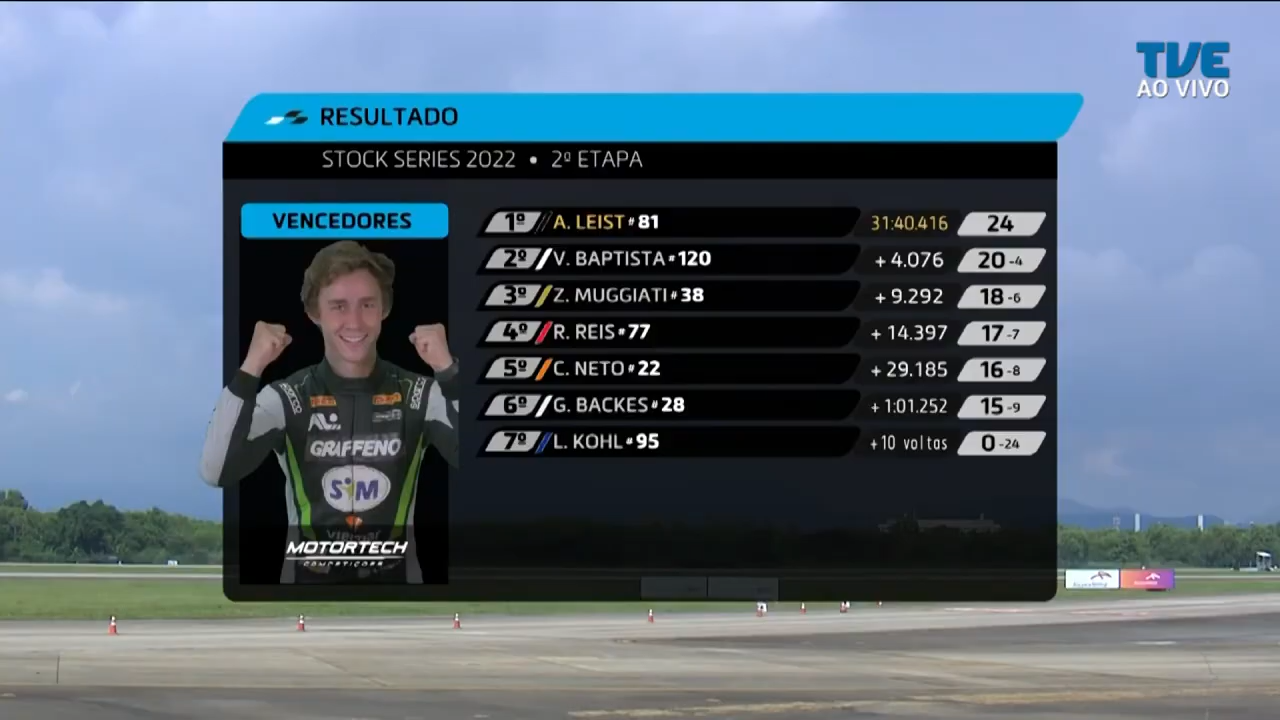 TVE
AO VIVO
RESULTADO
STOCK SERIES 2022 • 2º ETAPA
VENCEDORES
1º A. LEIST #81 31:40.416 24
2º V. BAPTISTA #120 + 4.076 20 -4
3º Z. MUGGIATI #38 + 9.292 18 -6
4º R. REIS #77 + 14.397 17 -7
5º C. NETO #22 + 29.185 16 -8
6º G. BACKES #28 + 1:01.252 15 -9
7º L. KOHL #95 +10 voltas 0 -24
GRAFFENO
SIM
MOTORTECH
COMPETIÇÕES